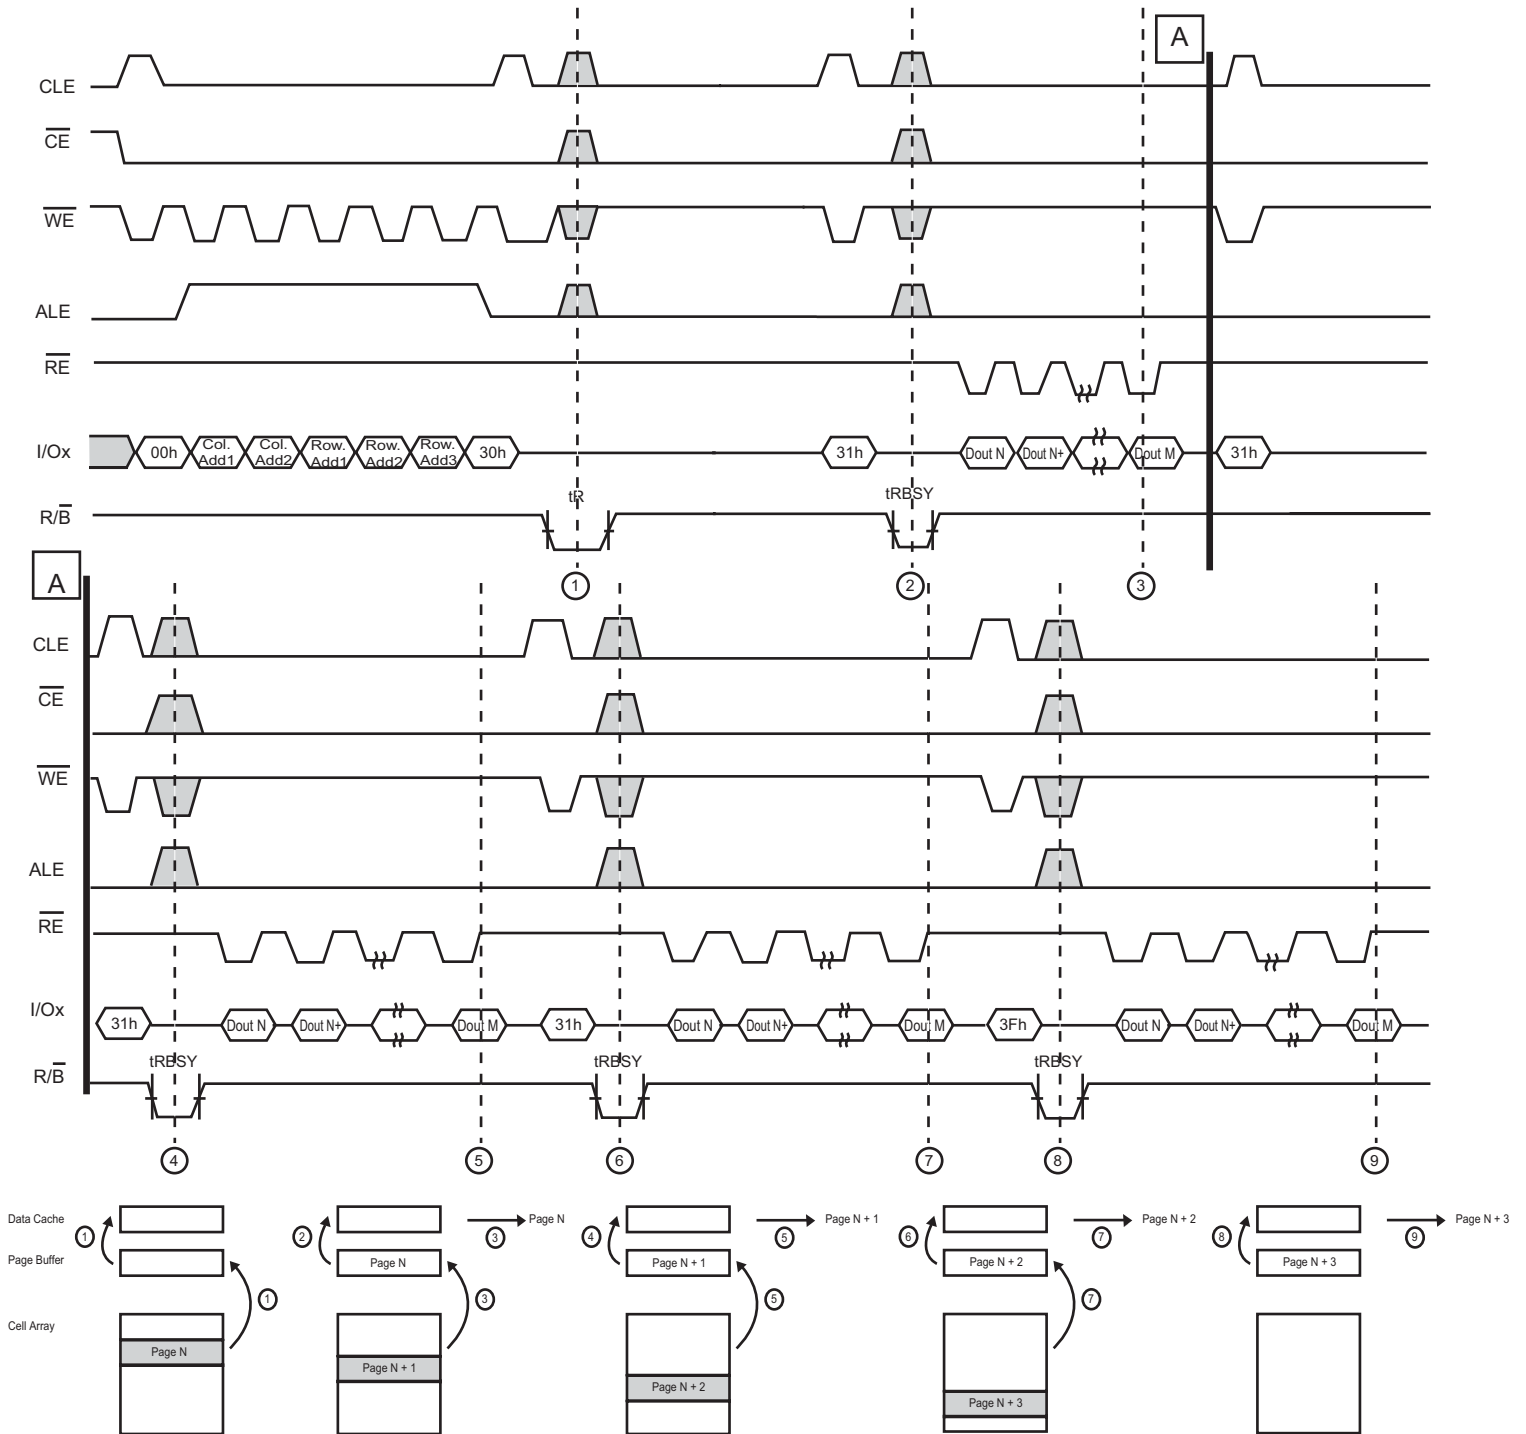 A
CLE
CE
WE
ALE
RE
I/Ox 00h Col. Add1 Col. Add2 Row. Add1 Row. Add2 Row. Add3 30h 31h Dout N Dout N+ Dout M 31h
tR tRBSY
R/B
1 2 3
A
CLE
CE
WE
ALE
RE
I/Ox 31h Dout N Dout N+ Dout M 31h Dout N Dout N+ Dout M 3Fh Dout N Dout N+ Dout M
tRBSY tRBSY tRBSY
R/B
4 5 6 7 8 9
Data Cache 1 2 3 Page N 4 5 Page N + 1 6 7 Page N + 2 8 9 Page N + 3
Page Buffer Page N Page N + 1 Page N + 2 Page N + 3
1 3 5 7
Cell Array
Page N
Page N + 1
Page N + 2
Page N + 3